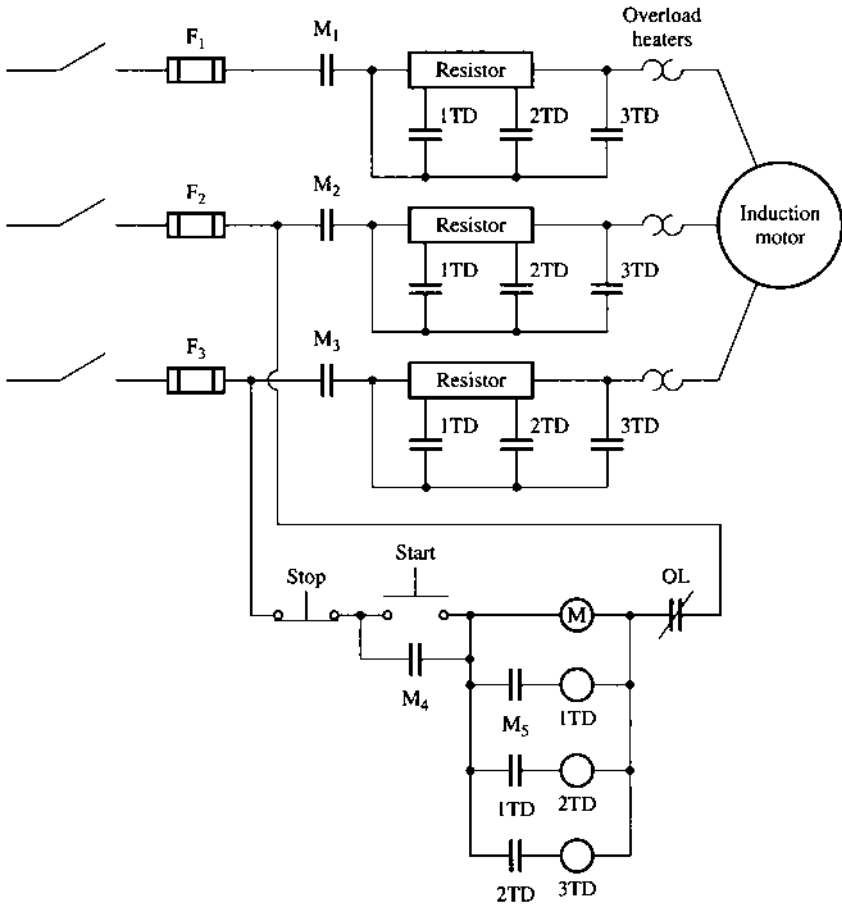 Overload
heaters
F₁
M₁
Resistor
1TD
2TD
3TD
F₂
M₂
Resistor
1TD
2TD
3TD
Induction
motor
F₃
M₃
Resistor
1TD
2TD
3TD
Start
Stop
OL
M
M₄
M₅
1TD
1TD
2TD
2TD
3TD